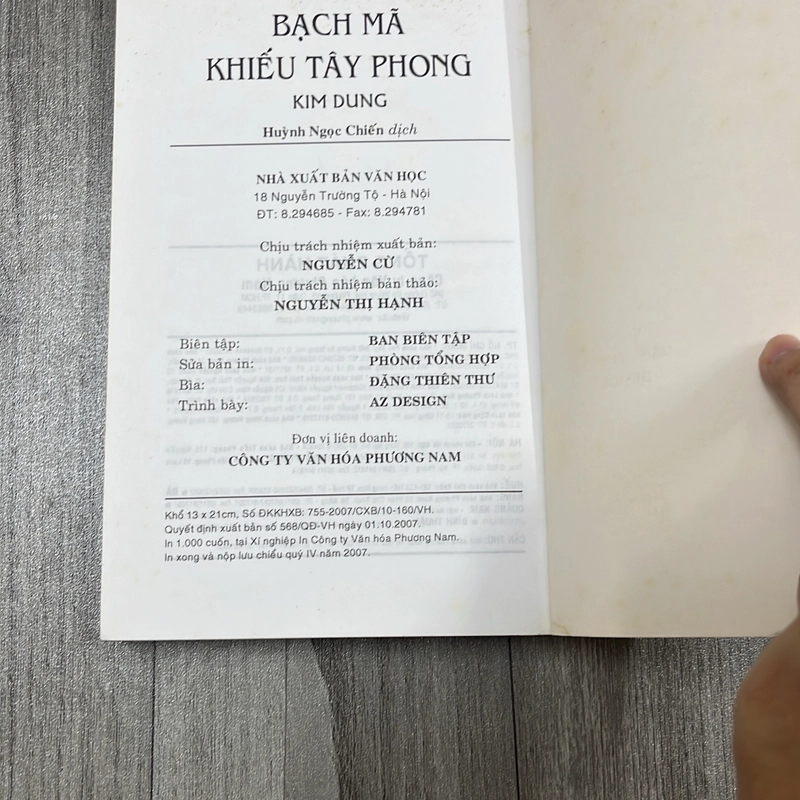 BẠCH MÃ
KHIẾU TÂY PHONG
KIM DUNG
Huỳnh Ngọc Chiến dịch
NHÀ XUẤT BẢN VĂN HỌC
18 Nguyễn Trường Tộ - Hà Nội
ĐT: 8.294685 - Fax: 8.294781
Chịu trách nhiệm xuất bản:
NGUYỄN CỪ
Chịu trách nhiệm bản thảo:
NGUYỄN THỊ HẠNH
Biên tập: BAN BIÊN TẬP
Sửa bản in: PHÒNG TỔNG HỢP
Bìa: ĐẶNG THIÊN THƯ
Trình bày: AZ DESIGN
Đơn vị liên doanh:
CÔNG TY VĂN HÓA PHƯƠNG NAM
Khổ 13 x 21cm, Số ĐKKHXB: 755-2007/CXB/10-160/VH.
Quyết định xuất bản số 568/QĐ-VH ngày 01.10.2007.
In 1.000 cuốn, tại Xí nghiệp In Công ty Văn hóa Phương Nam.
In xong và nộp lưu chiểu quý IV năm 2007.